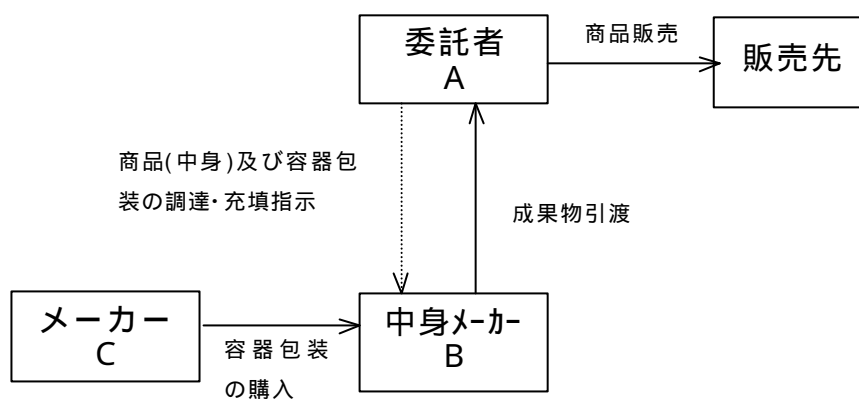 委託者
A
商品販売
販売先
商品(中身)及び容器包
装の調達・充填指示
成果物引渡
メーカー
C
容器包装
の購入
中身ﾒｰｶｰ
B